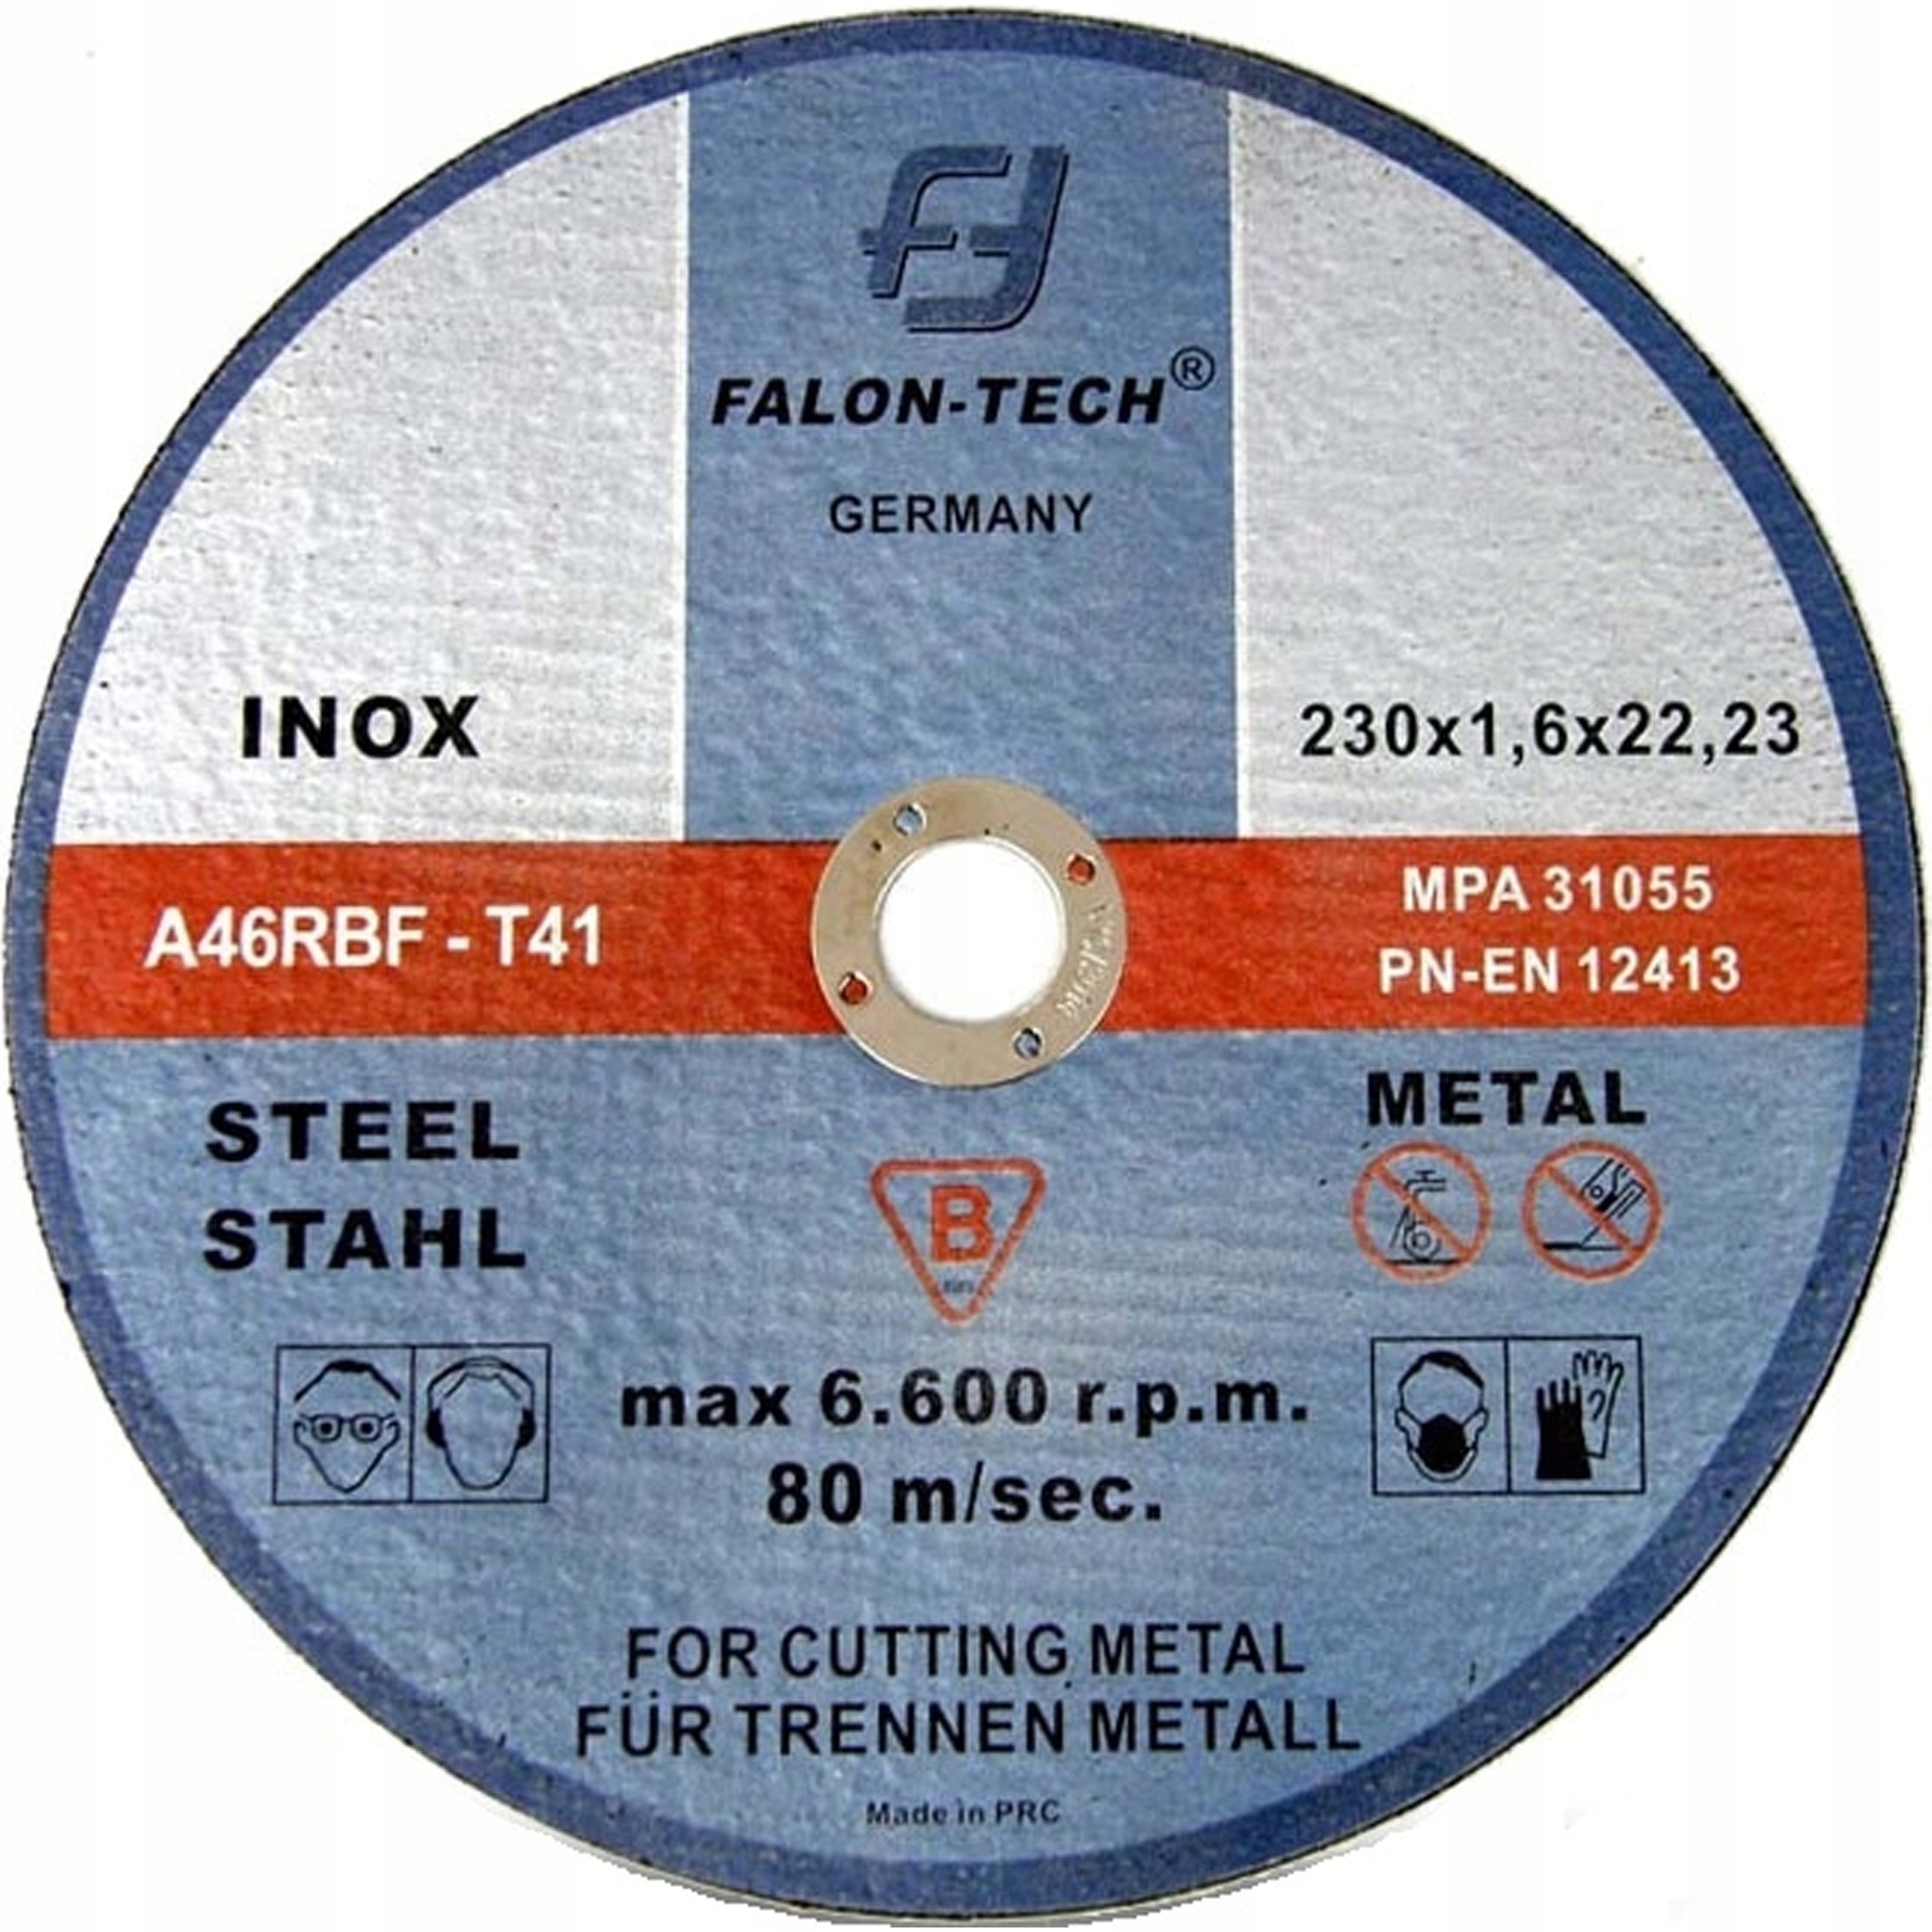 FALON-TECH®
GERMANY
INOX
230x1,6x22,23
A46RBF - T41
MPA 31055
PN-EN 12413
STEEL
STAHL
METAL
B
max 6.600 r.p.m.
80 m/sec.
FOR CUTTING METAL
FÜR TRENNEN METALL
Made in PRC